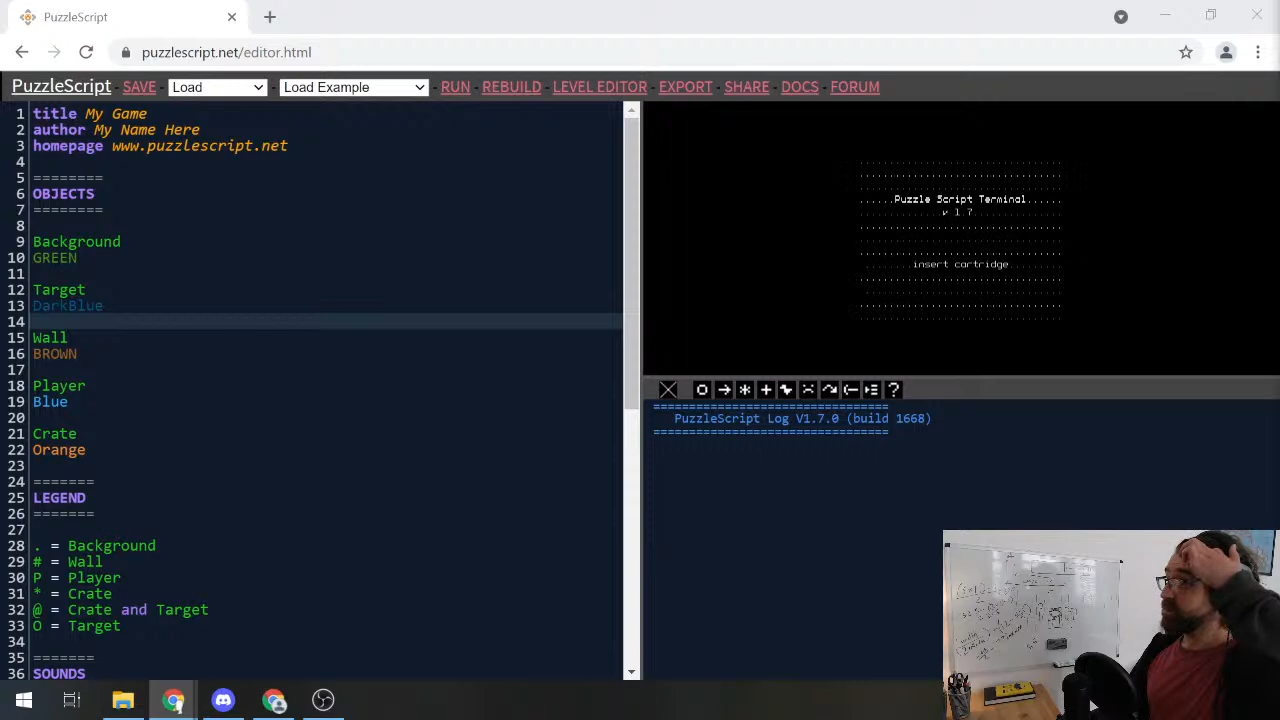 PuzzleScript
puzzlescript.net/editor.html
PuzzleScript SAVE - Load - Load Example - RUN - REBUILD - LEVEL EDITOR - EXPORT - SHARE - DOCS - FORUM
1 title My Game
2 author My Name Here
3 homepage www.puzzlescript.net
4
5 ========
6 OBJECTS
7 ========
8
9 Background
10 GREEN
11
12 Target
13 DarkBlue
14
15 Wall
16 BROWN
17
18 Player
19 Blue
20
21 Crate
22 Orange
23
24 =======
25 LEGEND
26 =======
27
28 . = Background
29 # = Wall
30 P = Player
31 * = Crate
32 @ = Crate and Target
33 O = Target
34
35 =======
36 SOUNDS
Puzzle Script Terminal
v 1.7
insert cartridge
=================================
PuzzleScript Log V1.7.0 (build 1668)
=================================